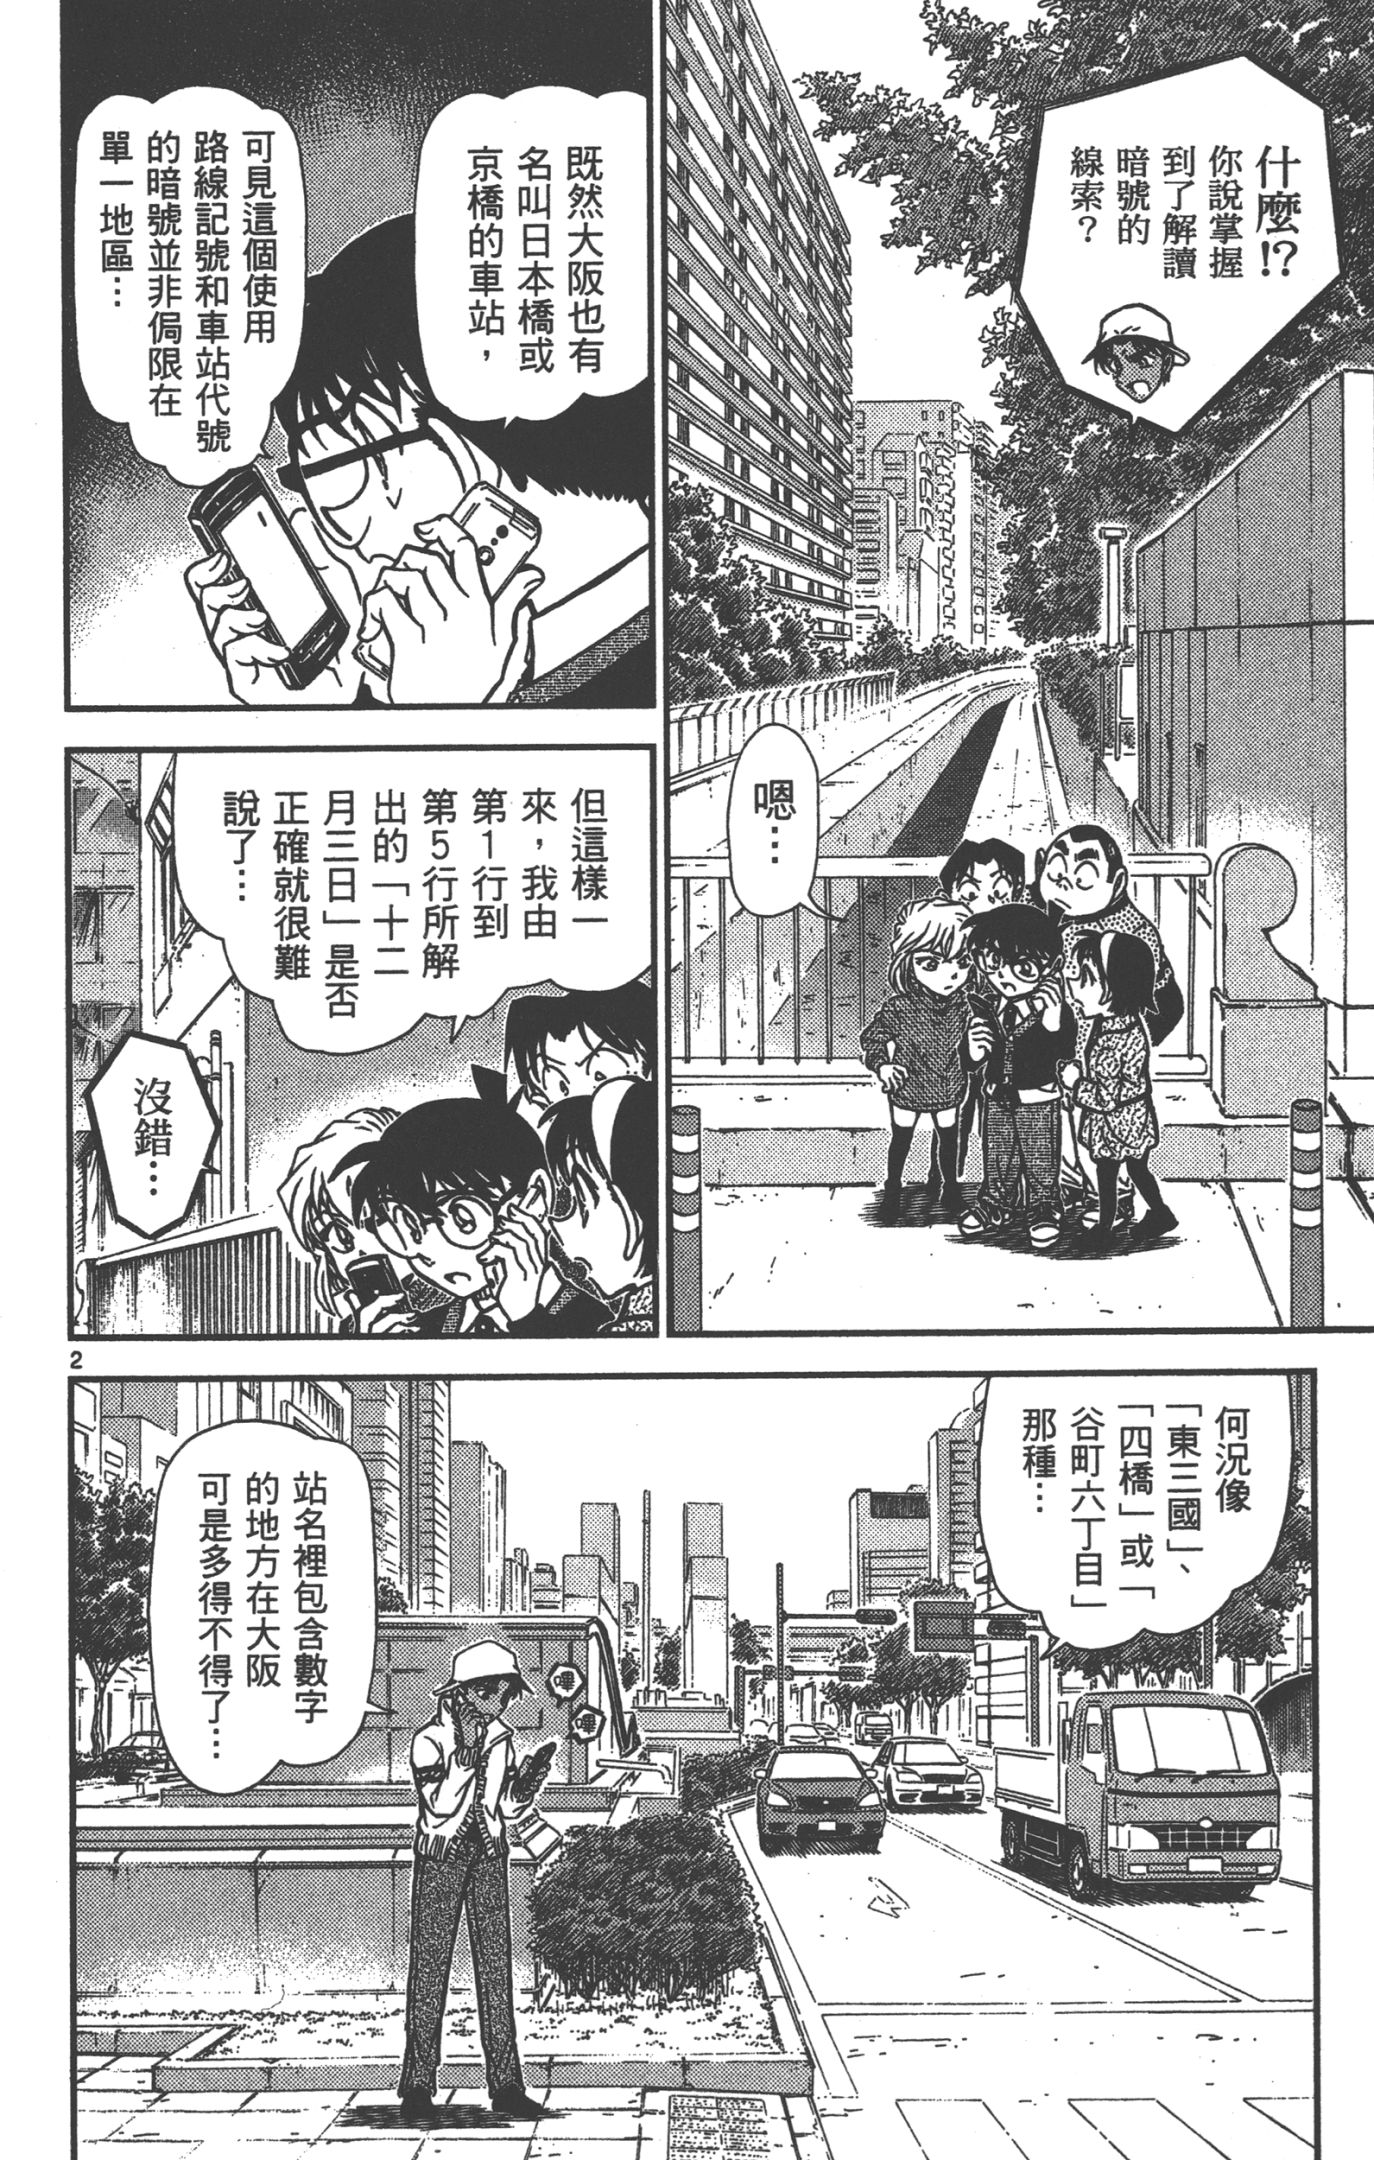 什麼!?
你說掌握
到了解讀
暗號的
線索？
嗯…
既然大阪也有
名叫日本橋或
京橋的車站，
可見這個使用
路線記號和車站代號
的暗號並非侷限在
單一地區…
但這樣一
來，我由
第1行到
第5行所解
出的「十二
月三日」是否
正確就很難
說了…
沒錯…
2
何況像
「東三國」、
「四橋」或「
谷町六丁目」
那種…
站名裡包含數字
的地方在大阪
可是多得不得了…
嗶
嗶